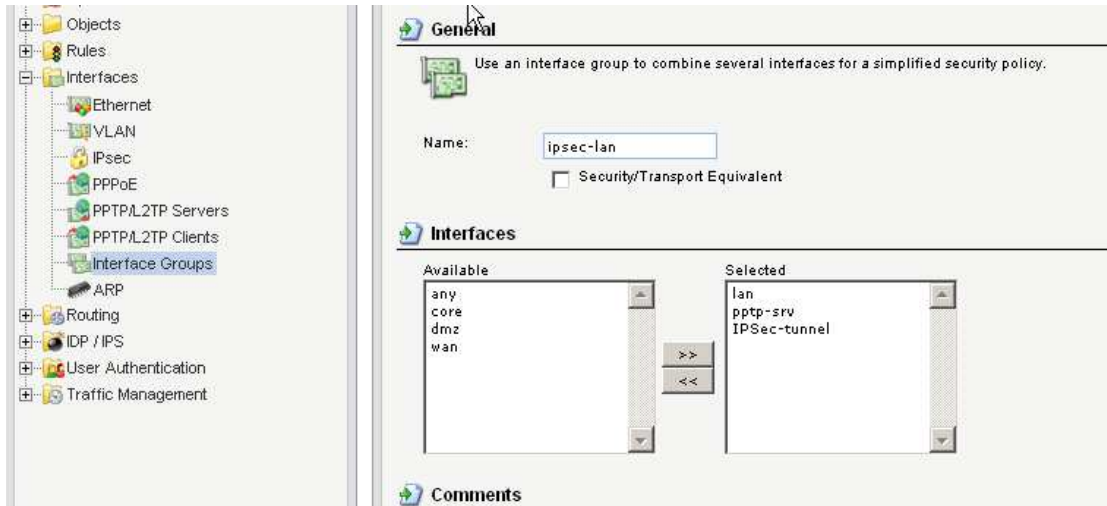 Objects
Rules
Interfaces
Ethernet
VLAN
IPsec
PPPoE
PPTP/L2TP Servers
PPTP/L2TP Clients
Interface Groups
ARP
Routing
IDP / IPS
User Authentication
Traffic Management
General
Use an interface group to combine several interfaces for a simplified security policy.
Name: ipsec-lan
Security/Transport Equivalent
Interfaces
Available Selected
any lan
core pptp-srv
dmz IPSec-tunnel
wan
>>
<<
Comments